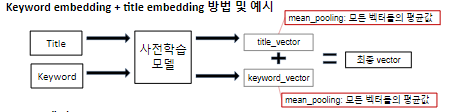 Keyword embedding + title embedding 방법 및 예시
mean_pooling: 모든 벡터들의 평균값
Title
사전학습
모델
title_vector
+
=
최종 vector
Keyword
keyword_vector
mean_pooling: 모든 벡터들의 평균값